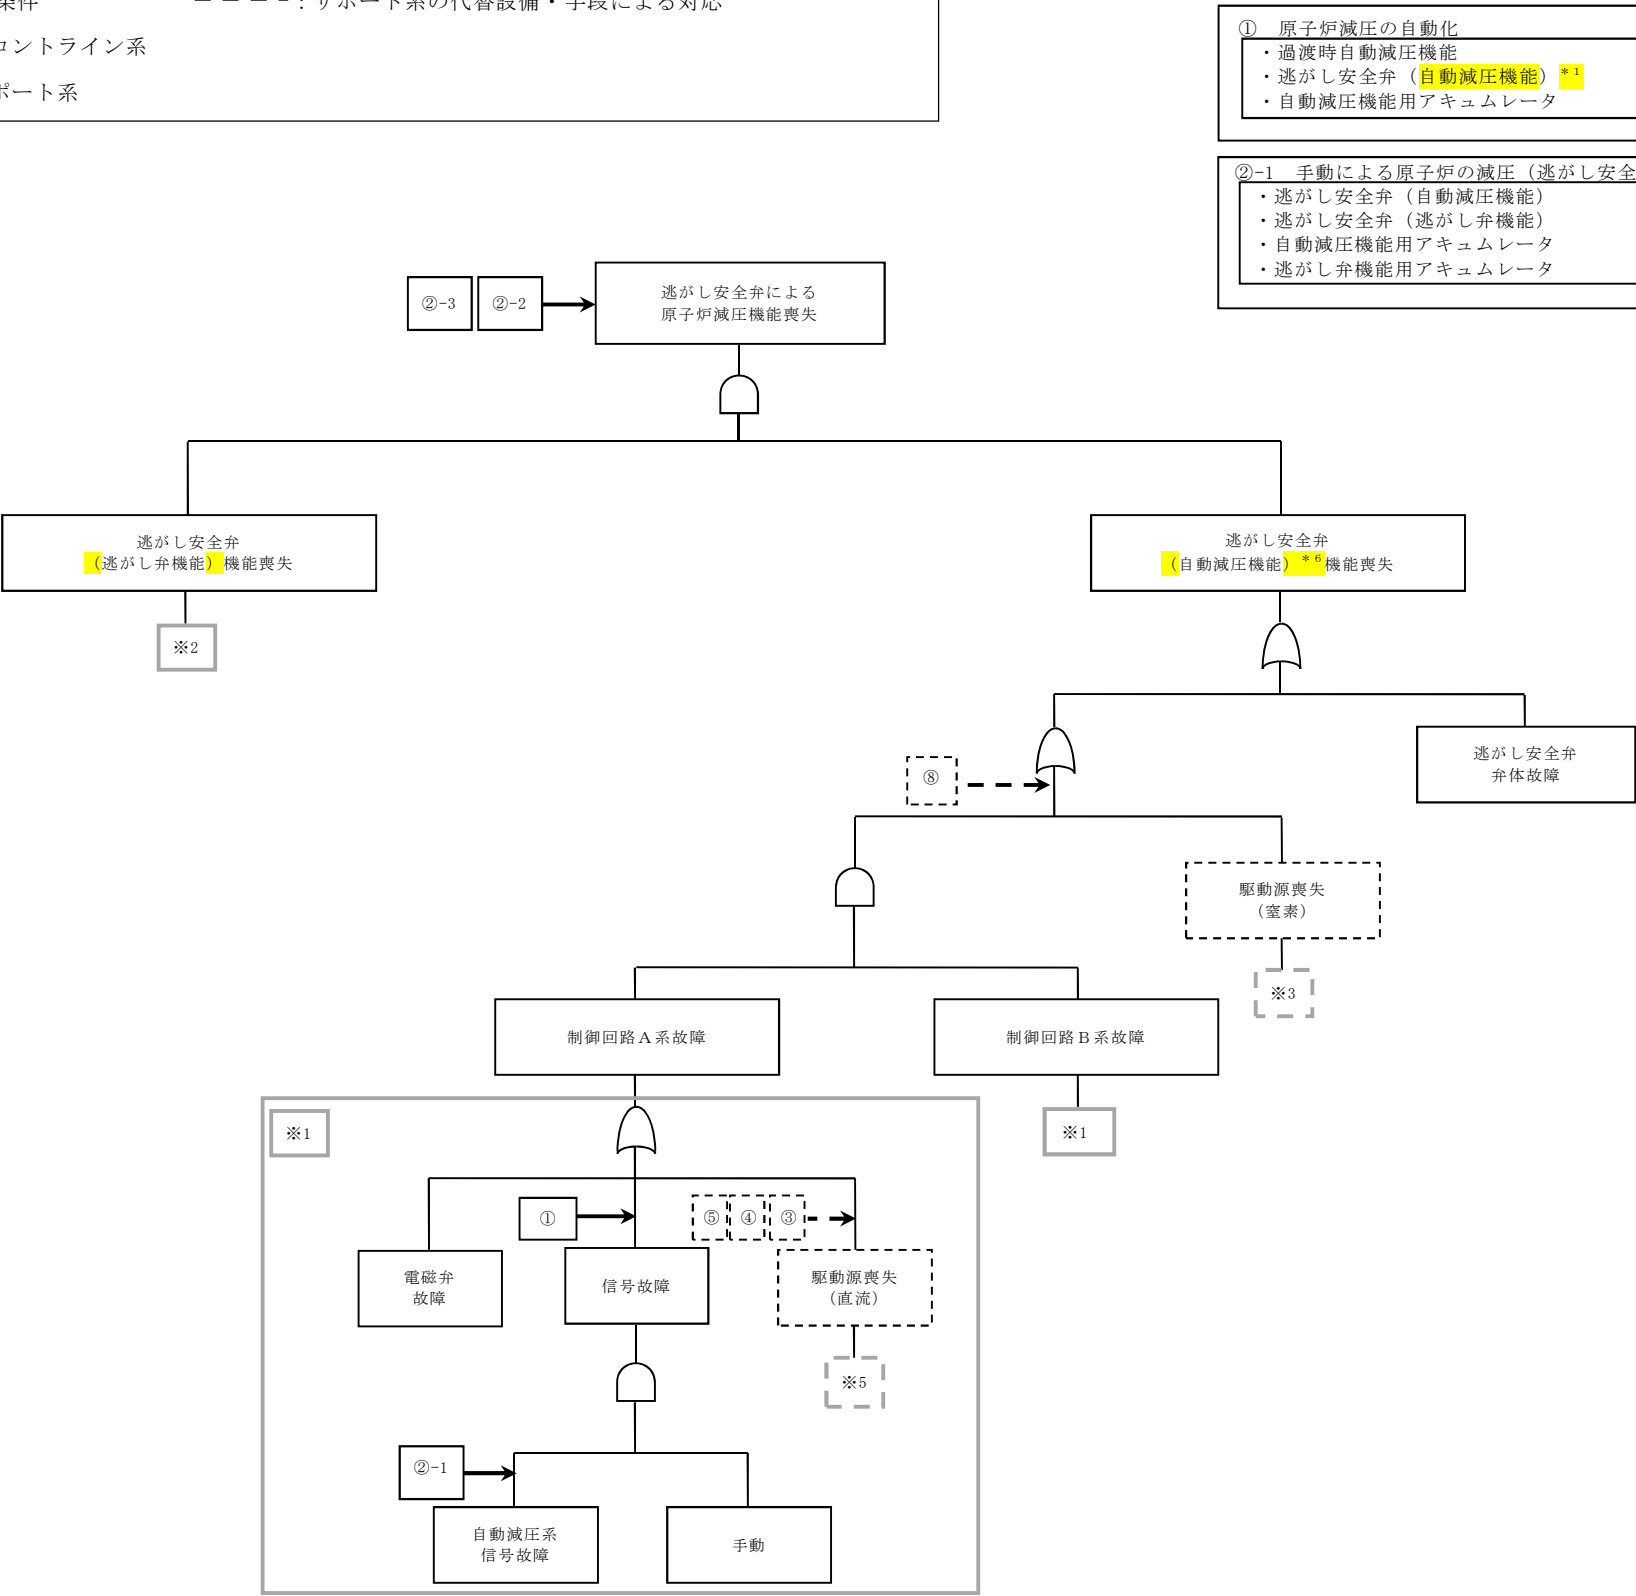 条件　－－－－：サポート系の代替設備・手段による対応
コントライン系
ポート系
①　原子炉減圧の自動化
・過渡時自動減圧機能
・逃がし安全弁（自動減圧機能）＊１
・自動減圧機能用アキュムレータ
②-1　手動による原子炉の減圧（逃がし安全
・逃がし安全弁（自動減圧機能）
・逃がし安全弁（逃がし弁機能）
・自動減圧機能用アキュムレータ
・逃がし弁機能用アキュムレータ
②-3
②-2
逃がし安全弁による
原子炉減圧機能喪失
逃がし安全弁
（逃がし弁機能）機能喪失
※2
逃がし安全弁
（自動減圧機能）＊６機能喪失
逃がし安全弁
弁体故障
⑧
駆動源喪失
（窒素）
※3
制御回路Ａ系故障
制御回路Ｂ系故障
※1
※1
①
⑤
④
③
電磁弁
故障
信号故障
駆動源喪失
（直流）
※5
②-1
自動減圧系
信号故障
手動